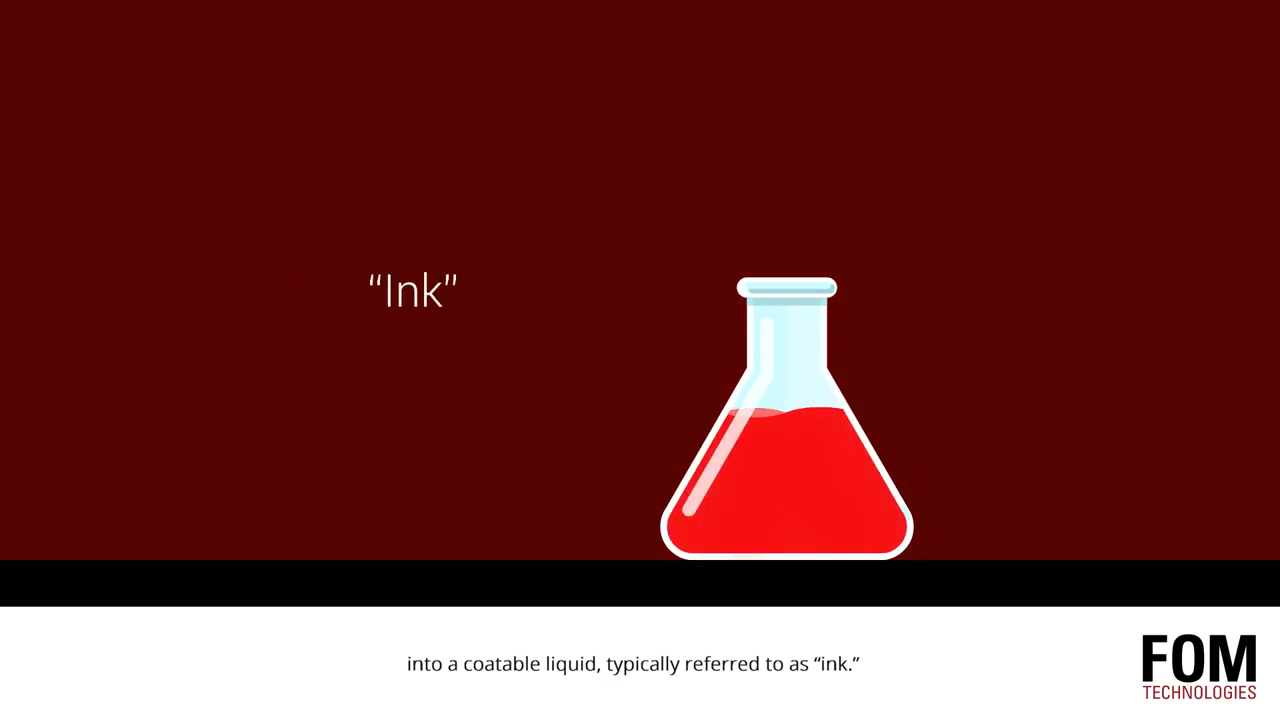 “Ink”
into a coatable liquid, typically referred to as “ink.”
FOM
TECHNOLOGIES